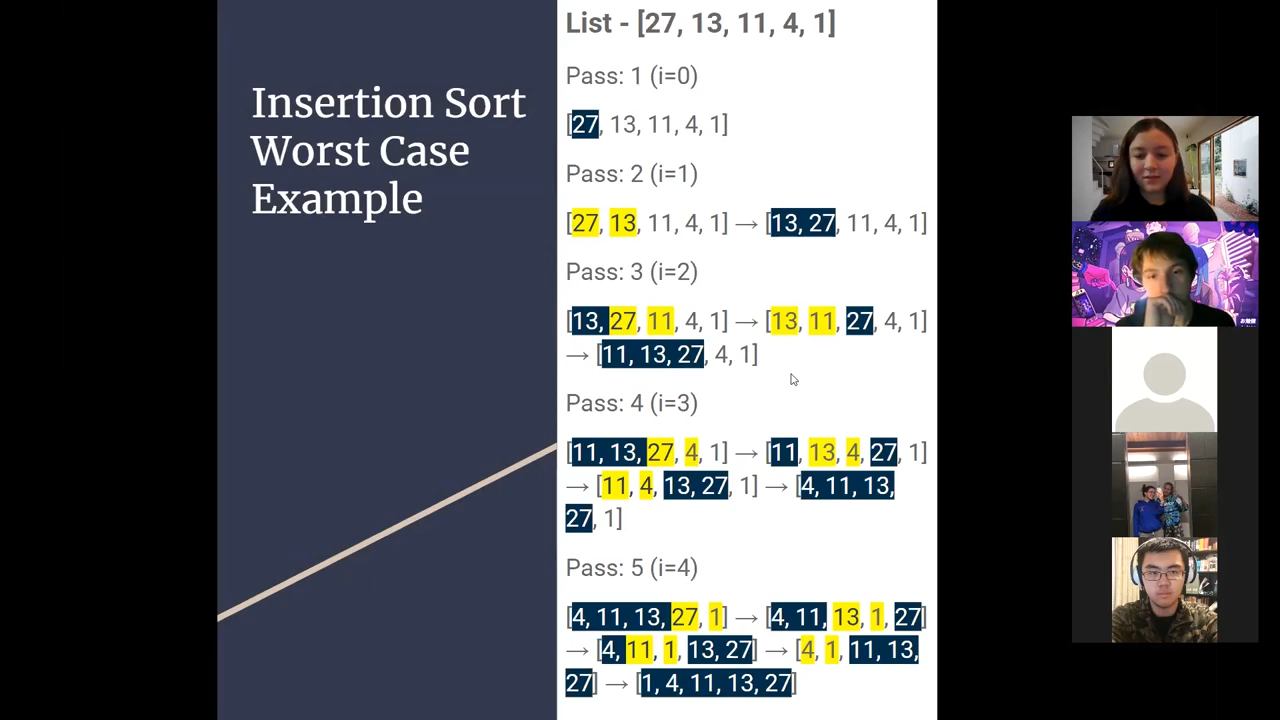 Insertion Sort
Worst Case
Example
List - [27, 13, 11, 4, 1]
Pass: 1 (i=0)
[27, 13, 11, 4, 1]
Pass: 2 (i=1)
[27, 13, 11, 4, 1] → [13, 27, 11, 4, 1]
Pass: 3 (i=2)
[13, 27, 11, 4, 1] → [13, 11, 27, 4, 1]
→ [11, 13, 27, 4, 1]
Pass: 4 (i=3)
[11, 13, 27, 4, 1] → [11, 13, 4, 27, 1]
→ [11, 4, 13, 27, 1] → [4, 11, 13,
27, 1]
Pass: 5 (i=4)
[4, 11, 13, 27, 1] → [4, 11, 13, 1, 27]
→ [4, 11, 1, 13, 27] → [4, 1, 11, 13,
27] → [1, 4, 11, 13, 27]